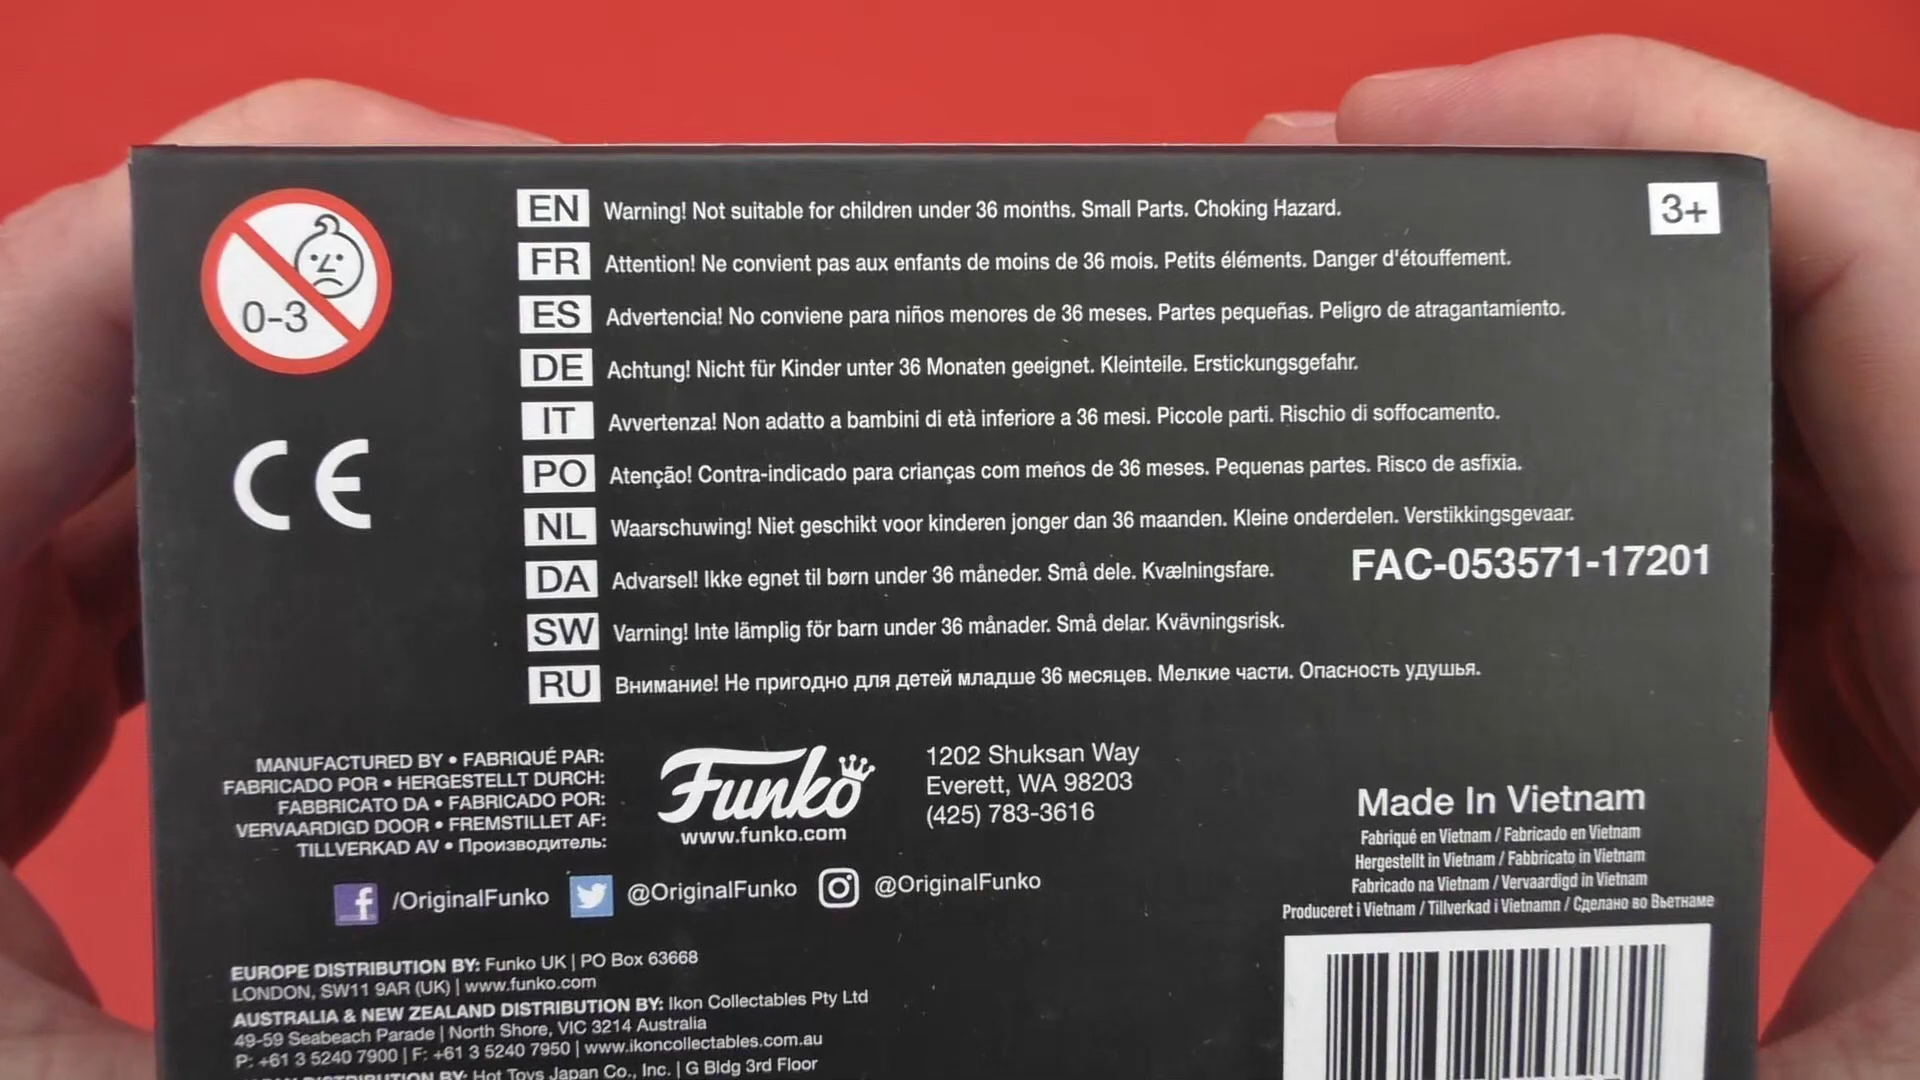 0-3
EN Warning! Not suitable for children under 36 months. Small Parts. Choking Hazard.
3+
FR Attention! Ne convient pas aux enfants de moins de 36 mois. Petits éléments. Danger d'étouffement.
ES Advertencia! No conviene para niños menores de 36 meses. Partes pequeñas. Peligro de atragantamiento.
DE Achtung! Nicht für Kinder unter 36 Monaten geeignet. Kleinteile. Erstickungsgefahr.
IT Avvertenza! Non adatto a bambini di età inferiore a 36 mesi. Piccole parti. Rischio di soffocamento.
CE
PO Atenção! Contra-indicado para crianças com menos de 36 meses. Pequenas partes. Risco de asfixia.
NL Waarschuwing! Niet geschikt voor kinderen jonger dan 36 maanden. Kleine onderdelen. Verstikkingsgevaar.
DA Advarsel! Ikke egnet til børn under 36 måneder. Små dele. Kvælningsfare.
FAC-053571-17201
SW Varning! Inte lämplig för barn under 36 månader. Små delar. Kvävningsrisk.
RU Внимание! Не пригодно для детей младше 36 месяцев. Мелкие части. Опасность удушья.
MANUFACTURED BY • FABRIQUÉ PAR:
FABRICADO POR • HERGESTELLT DURCH:
FABBRICATO DA • FABRICADO POR:
VERVAARDIGD DOOR • FREMSTILLET AF:
TILLVERKAD AV • Производитель:
Funko
www.funko.com
1202 Shuksan Way
Everett, WA 98203
(425) 783-3616
Made In Vietnam
Fabriqué en Vietnam / Fabricado en Vietnam
Hergestellt in Vietnam / Fabbricato in Vietnam
Fabricado na Vietnam / Vervaardigd in Vietnam
Produceret i Vietnam / Tillverkad i Vietnamn / Сделано во Вьетнаме
f /OriginalFunko @OriginalFunko @OriginalFunko
EUROPE DISTRIBUTION BY: Funko UK | PO Box 63668
LONDON, SW11 9AR (UK) | www.funko.com
AUSTRALIA & NEW ZEALAND DISTRIBUTION BY: Ikon Collectables Pty Ltd
49-59 Seabeach Parade | North Shore, VIC 3214 Australia
P: +61 3 5240 7900 | F: +61 3 5240 7950 | www.ikoncollectables.com.au
DISTRIBUTION BY: Hot Toys Japan Co., Inc. | G Bldg 3rd Floor